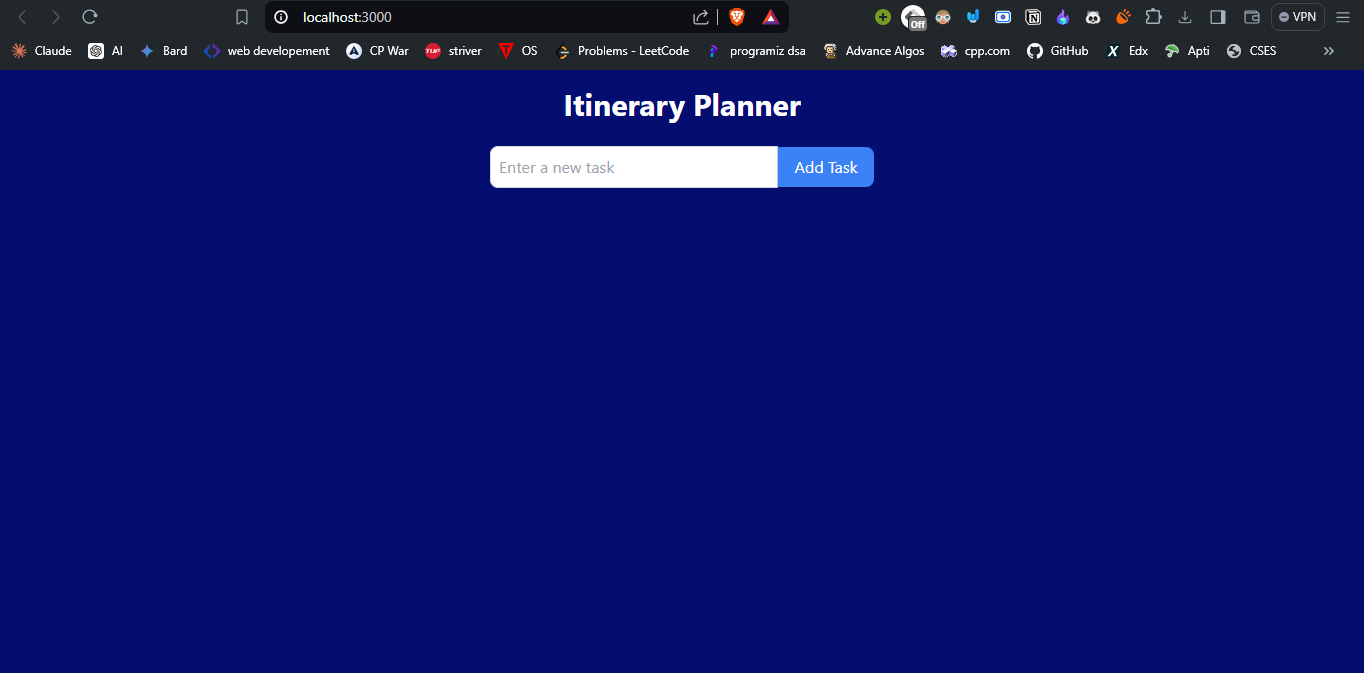 localhost:3000
Off
VPN
Claude AI Bard web developement CP War TUF striver OS Problems - LeetCode programiz dsa Advance Algos cpp.com GitHub X Edx Apti CSES »
Itinerary Planner
Enter a new task Add Task